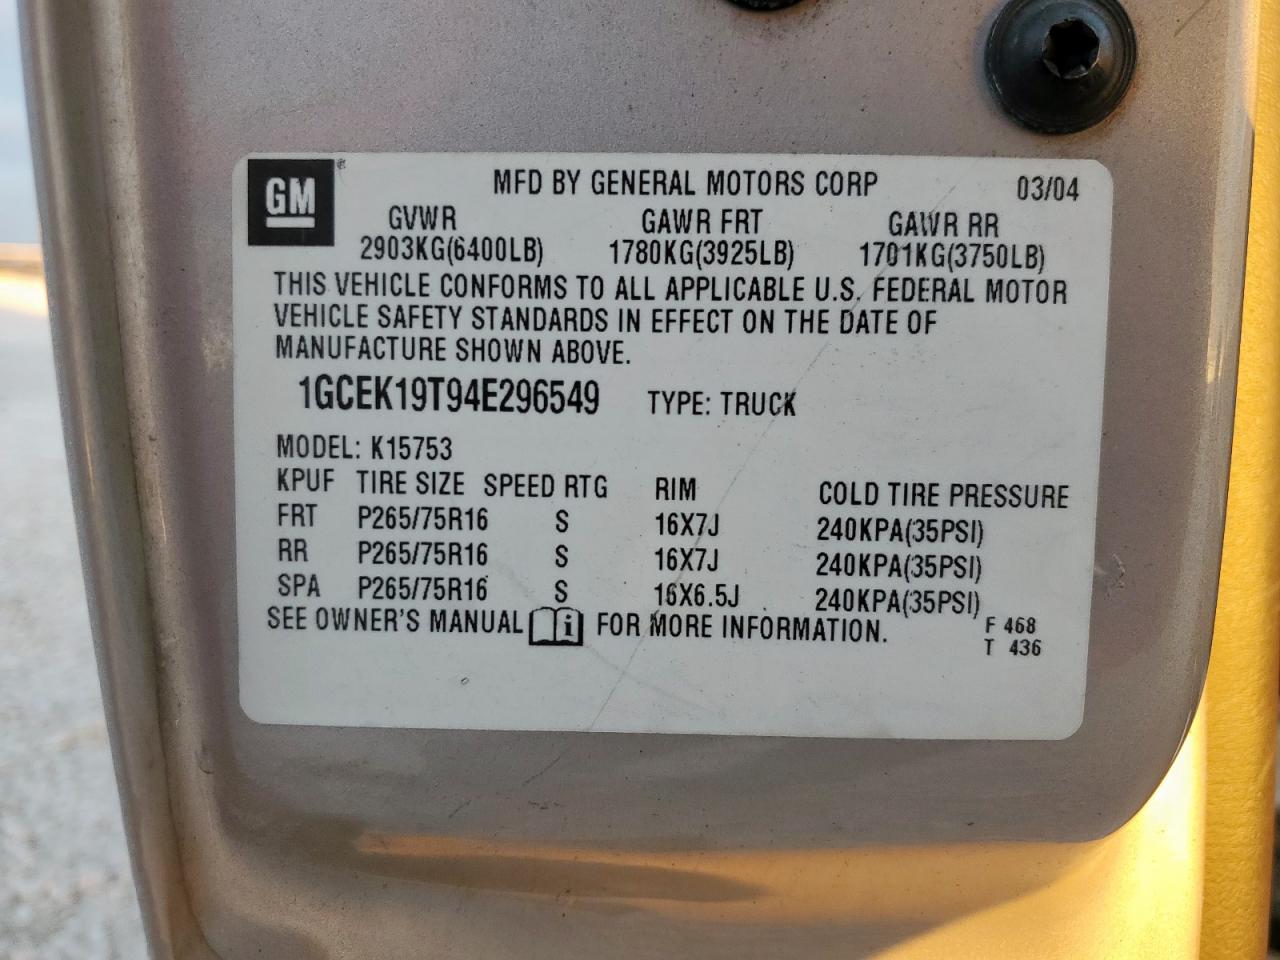 GM ® MFD BY GENERAL MOTORS CORP 03/04
GVWR GAWR FRT GAWR RR
2903KG(6400LB) 1780KG(3925LB) 1701KG(3750LB)
THIS VEHICLE CONFORMS TO ALL APPLICABLE U.S. FEDERAL MOTOR
VEHICLE SAFETY STANDARDS IN EFFECT ON THE DATE OF
MANUFACTURE SHOWN ABOVE.
1GCEK19T94E296549 TYPE: TRUCK
MODEL: K15753
KPUF TIRE SIZE SPEED RTG RIM COLD TIRE PRESSURE
FRT P265/75R16 S 16X7J 240KPA(35PSI)
RR P265/75R16 S 16X7J 240KPA(35PSI)
SPA P265/75R16 S 16X6.5J 240KPA(35PSI)
SEE OWNER'S MANUAL i FOR MORE INFORMATION. F 468
T 436